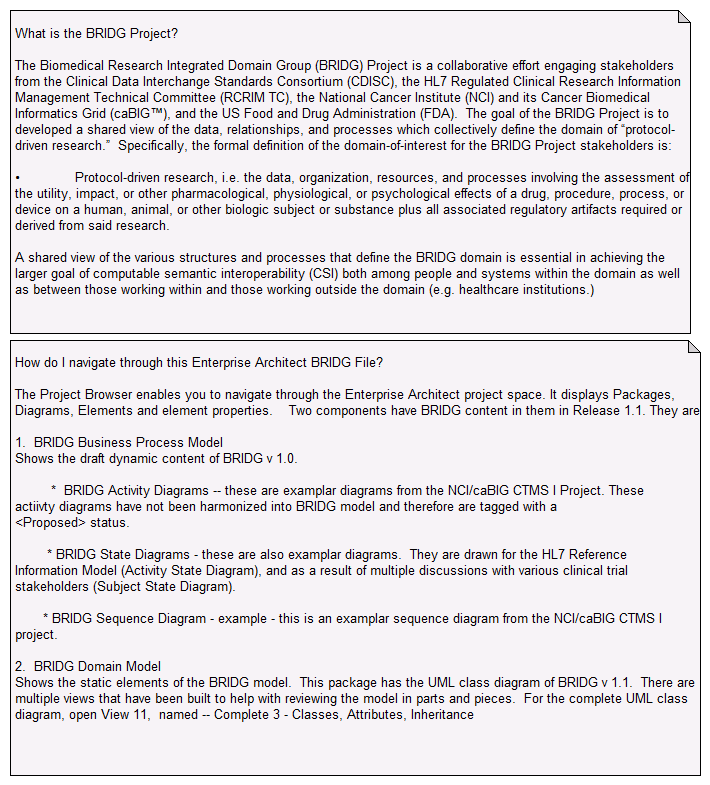 What is the BRIDG Project?
The Biomedical Research Integrated Domain Group (BRIDG) Project is a collaborative effort engaging stakeholders
from the Clinical Data Interchange Standards Consortium (CDISC), the HL7 Regulated Clinical Research Information
Management Technical Committee (RCRIM TC), the National Cancer Institute (NCI) and its Cancer Biomedical
Informatics Grid (caBIG™), and the US Food and Drug Administration (FDA).  The goal of the BRIDG Project is to
developed a shared view of the data, relationships, and processes which collectively define the domain of “protocol-
driven research.”  Specifically, the formal definition of the domain-of-interest for the BRIDG Project stakeholders is:
• Protocol-driven research, i.e. the data, organization, resources, and processes involving the assessment of
the utility, impact, or other pharmacological, physiological, or psychological effects of a drug, procedure, process, or
device on a human, animal, or other biologic subject or substance plus all associated regulatory artifacts required or
derived from said research.
A shared view of the various structures and processes that define the BRIDG domain is essential in achieving the
larger goal of computable semantic interoperability (CSI) both among people and systems within the domain as well
as between those working within and those working outside the domain (e.g. healthcare institutions.)
How do I navigate through this Enterprise Architect BRIDG File?
The Project Browser enables you to navigate through the Enterprise Architect project space. It displays Packages,
Diagrams, Elements and element properties.    Two components have BRIDG content in them in Release 1.1. They are
1.  BRIDG Business Process Model
Shows the draft dynamic content of BRIDG v 1.0.
*  BRIDG Activity Diagrams -- these are examplar diagrams from the NCI/caBIG CTMS I Project. These
actiivty diagrams have not been harmonized into BRIDG model and therefore are tagged with a
<Proposed> status.
* BRIDG State Diagrams - these are also examplar diagrams.  They are drawn for the HL7 Reference
Information Model (Activity State Diagram), and as a result of multiple discussions with various clinical trial
stakeholders (Subject State Diagram).
* BRIDG Sequence Diagram - example - this is an examplar sequence diagram from the NCI/caBIG CTMS I
project.
2.  BRIDG Domain Model
Shows the static elements of the BRIDG model.  This package has the UML class diagram of BRIDG v 1.1.  There are
multiple views that have been built to help with reviewing the model in parts and pieces.  For the complete UML class
diagram, open View 11,  named -- Complete 3 - Classes, Attributes, Inheritance